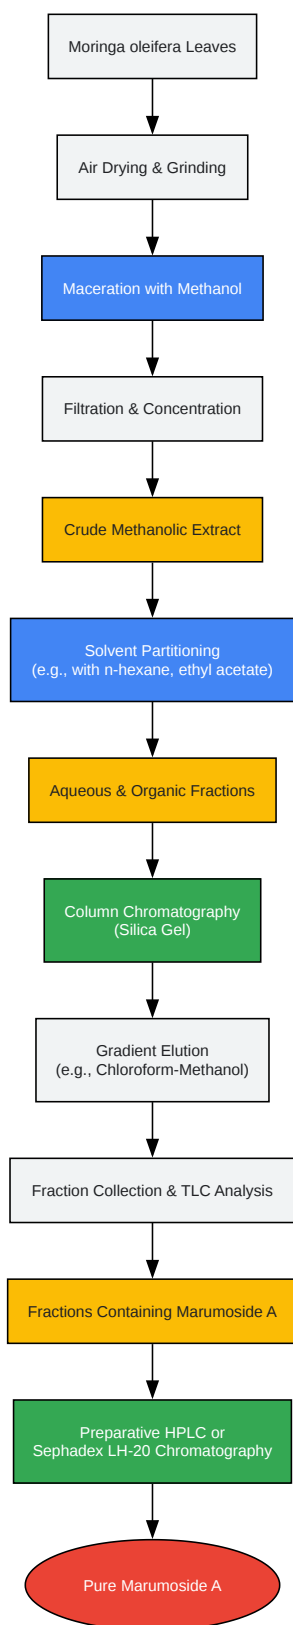 Moringa oleifera Leaves
Air Drying & Grinding
Maceration with Methanol
Filtration & Concentration
Crude Methanolic Extract
Solvent Partitioning
(e.g., with n-hexane, ethyl acetate)
Aqueous & Organic Fractions
Column Chromatography
(Silica Gel)
Gradient Elution
(e.g., Chloroform-Methanol)
Fraction Collection & TLC Analysis
Fractions Containing Marumoside A
Preparative HPLC or
Sephadex LH-20 Chromatography
Pure Marumoside A